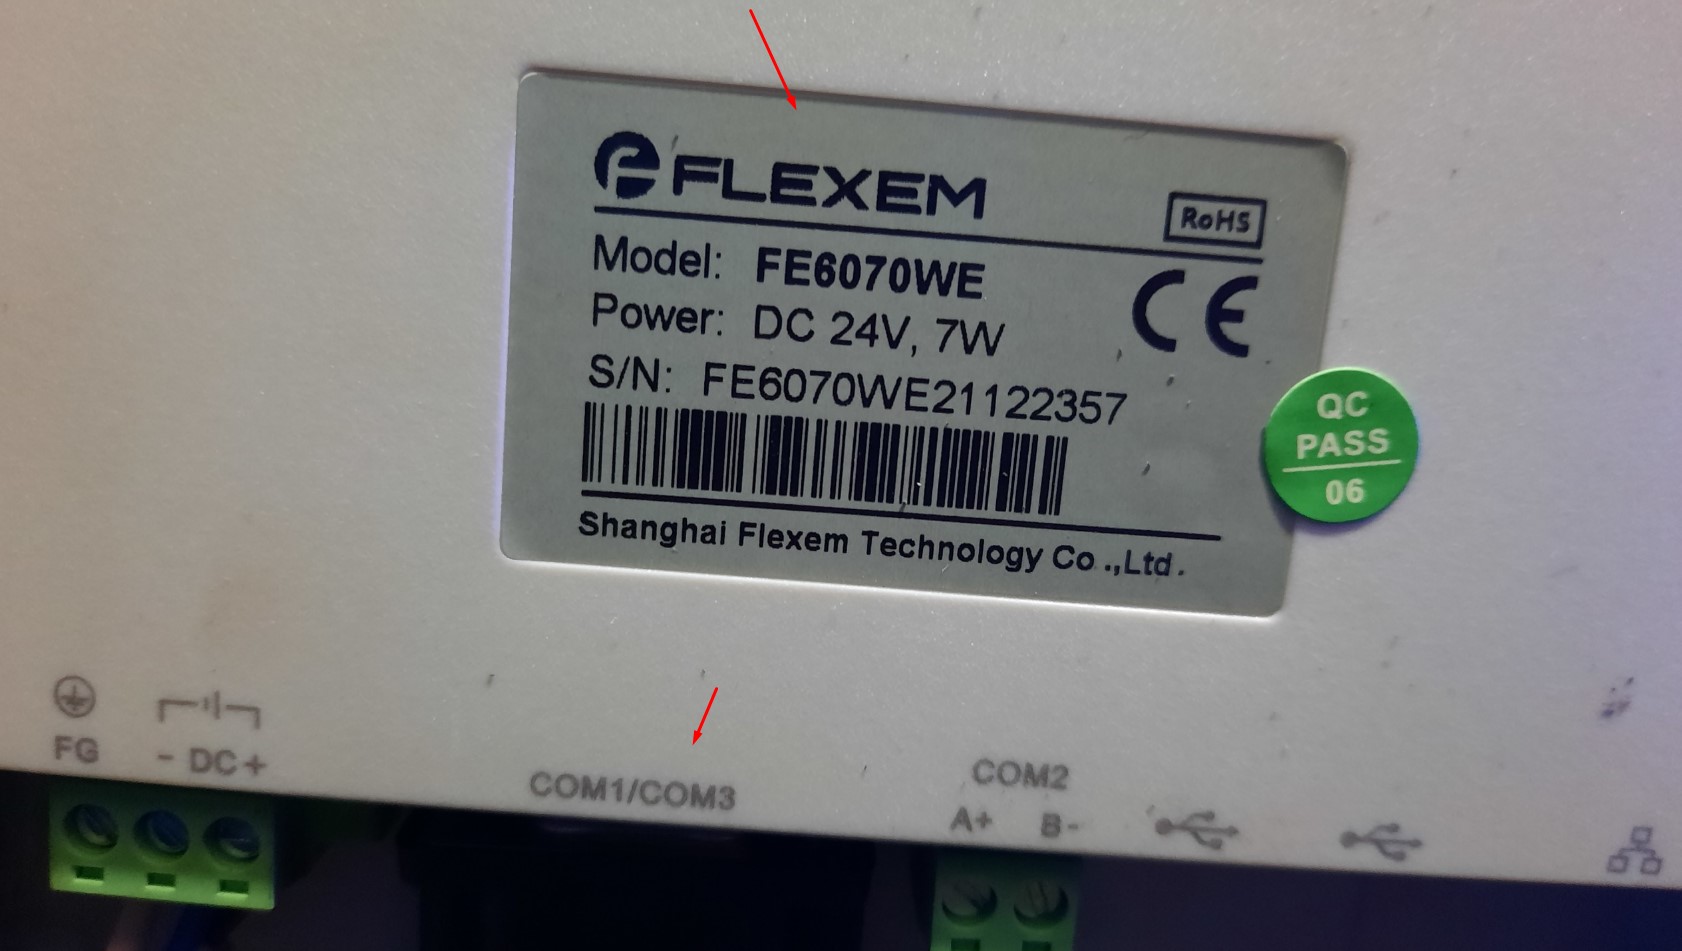 FLEXEM
RoHS
Model: FE6070WE
CE
Power: DC 24V, 7W
S/N: FE6070WE21122357
QC
PASS
06
Shanghai Flexem Technology Co .,Ltd.
FG
- DC +
COM1/COM3
COM2
A+ B-